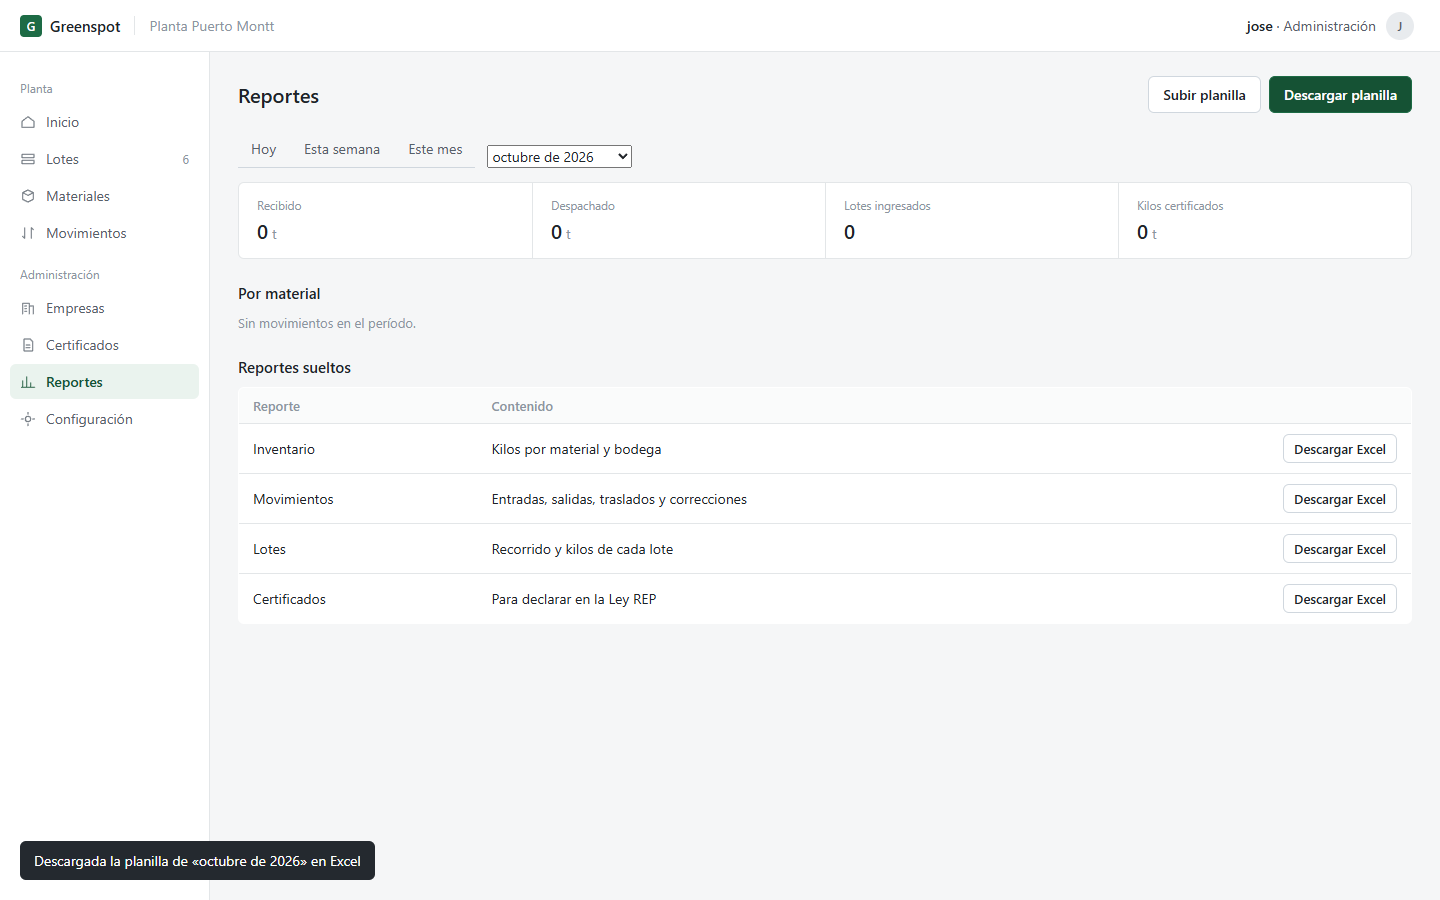 G Greenspot Planta Puerto Montt jose · Administración J
Planta
Inicio
Lotes 6
Materiales
Movimientos
Administración
Empresas
Certificados
Reportes
Configuración
Reportes
Subir planilla Descargar planilla
Hoy Esta semana Este mes octubre de 2026
Recibido Despachado Lotes ingresados Kilos certificados
0 t 0 t 0 0 t
Por material
Sin movimientos en el período.
Reportes sueltos
Reporte Contenido
Inventario Kilos por material y bodega Descargar Excel
Movimientos Entradas, salidas, traslados y correcciones Descargar Excel
Lotes Recorrido y kilos de cada lote Descargar Excel
Certificados Para declarar en la Ley REP Descargar Excel
Descargada la planilla de «octubre de 2026» en Excel